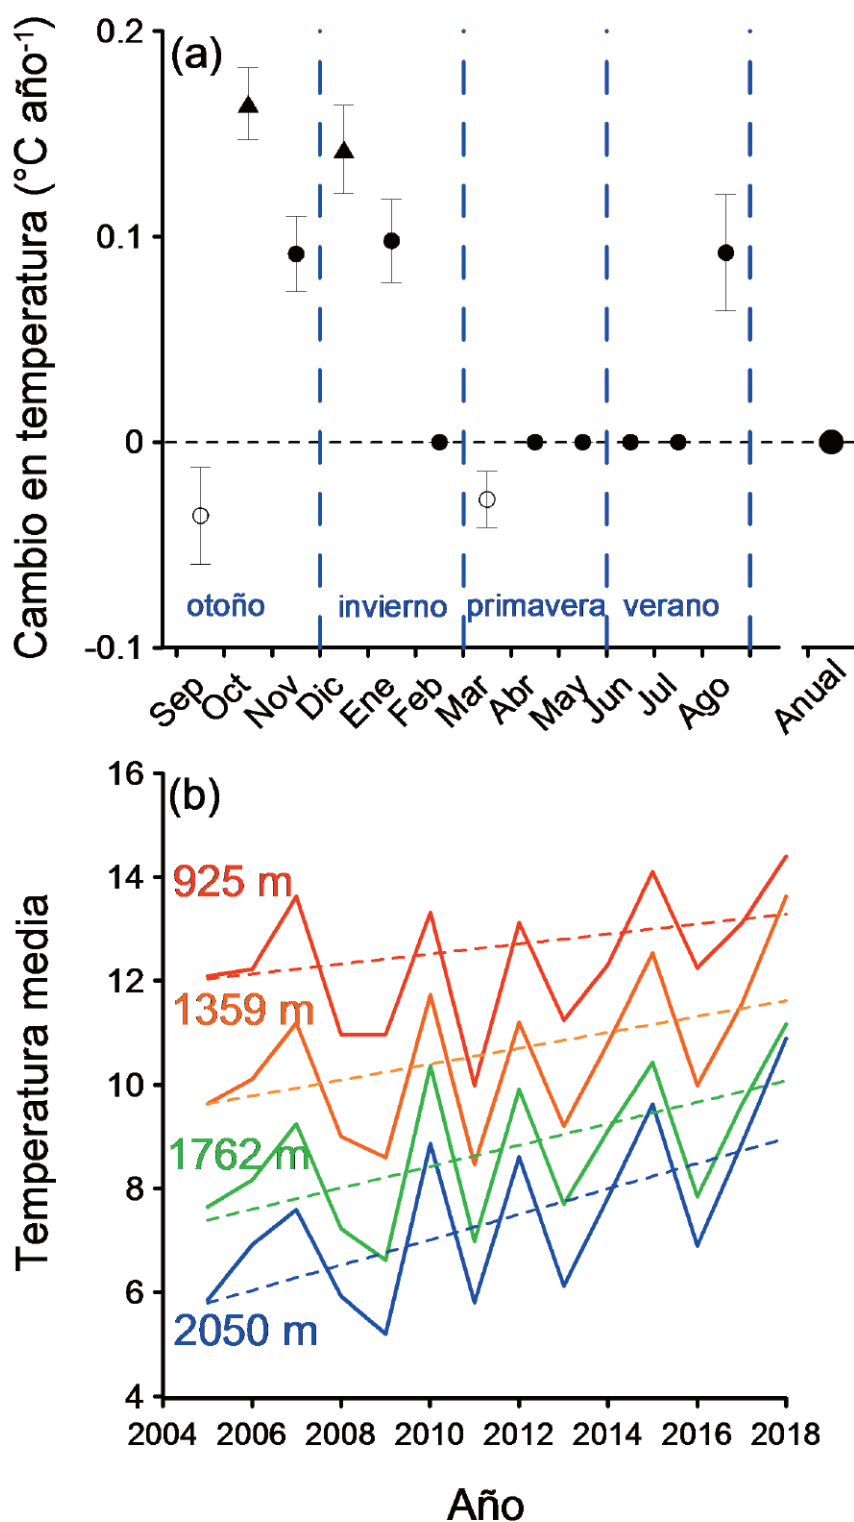 Cambio en temperatura (°C año-1)
0.2
(a)
0.1
0
-0.1
otoño
invierno
primavera
verano
Sep
Oct
Nov
Dic
Ene
Feb
Mar
Abr
May
Jun
Jul
Ago
Anual
Temperatura media
16
(b)
14
12
10
8
6
4
925 m
1359 m
1762 m
2050 m
2004
2006
2008
2010
2012
2014
2016
2018
Año